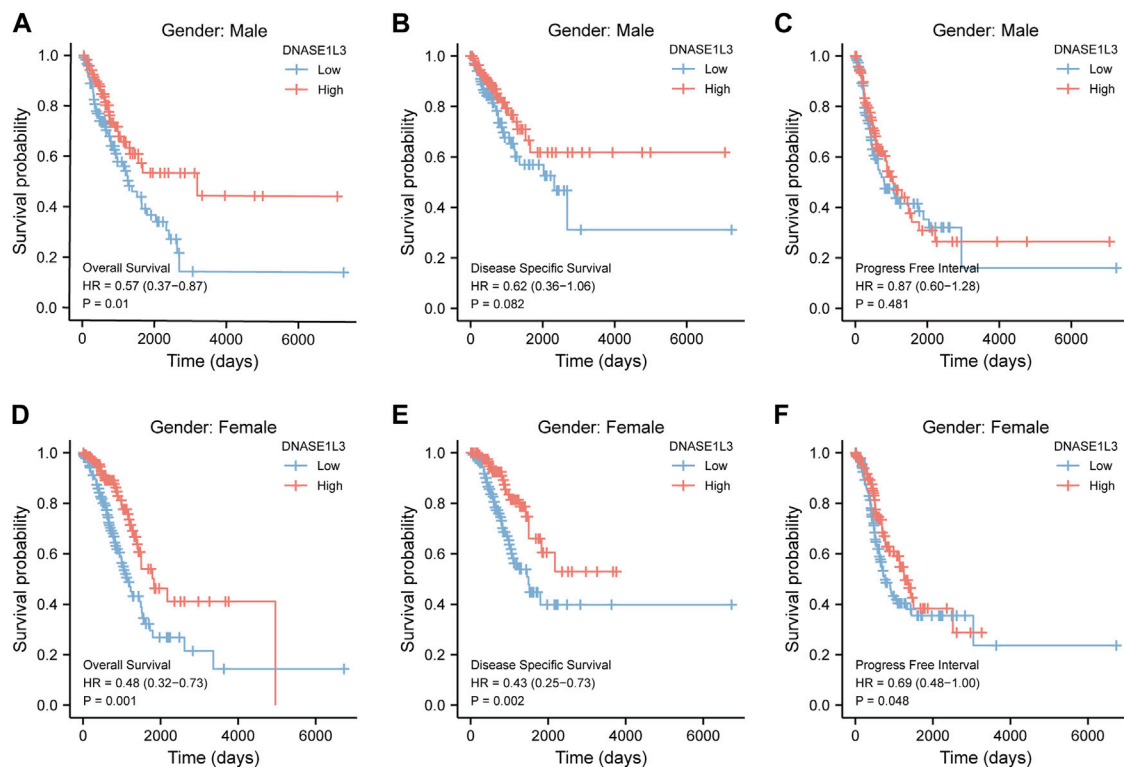 A
Gender: Male
DNASE1L3
Low
High
Survival probability
1.0
0.8
0.6
0.4
0.2
0.0
Overall Survival
HR = 0.57 (0.37−0.87)
P = 0.01
0 2000 4000 6000
Time (days)
B
Gender: Male
DNASE1L3
Low
High
Survival probability
1.0
0.8
0.6
0.4
0.2
0.0
Disease Specific Survival
HR = 0.62 (0.36−1.06)
P = 0.082
0 2000 4000 6000
Time (days)
C
Gender: Male
DNASE1L3
Low
High
Survival probability
1.0
0.8
0.6
0.4
0.2
0.0
Progress Free Interval
HR = 0.87 (0.60−1.28)
P = 0.481
0 2000 4000 6000
Time (days)
D
Gender: Female
DNASE1L3
Low
High
Survival probability
1.0
0.8
0.6
0.4
0.2
0.0
Overall Survival
HR = 0.48 (0.32−0.73)
P = 0.001
0 2000 4000 6000
Time (days)
E
Gender: Female
DNASE1L3
Low
High
Survival probability
1.0
0.8
0.6
0.4
0.2
0.0
Disease Specific Survival
HR = 0.43 (0.25−0.73)
P = 0.002
0 2000 4000 6000
Time (days)
F
Gender: Female
DNASE1L3
Low
High
Survival probability
1.0
0.8
0.6
0.4
0.2
0.0
Progress Free Interval
HR = 0.69 (0.48−1.00)
P = 0.048
0 2000 4000 6000
Time (days)